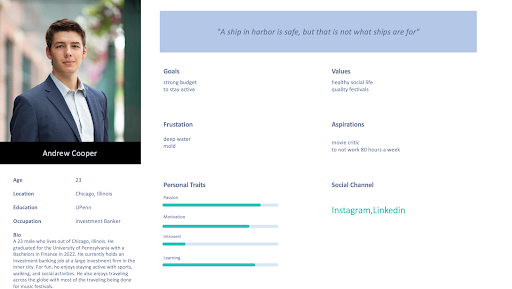 "A ship in harbor is safe, but that is not what ships are for"
Andrew Cooper
Age 23
Location Chicago, Illinois
Education UPenn
Occupation Investment Banker
Bio
A 23 male who lives out of Chicago, Illinois. He
graduated for the University of Pennsylvania with a
Bachelors in Finance in 2022. He currently holds an
investment banking job at a large investment firm in the
inner city. For fun, he enjoys staying active with sports,
walking, and social activities. He also enjoys traveling
across the globe with most of the traveling being done
for music festivals.
Goals
strong budget
to stay active
Values
healthy social life
quality festivals
Frustation
deep water
mold
Aspirations
movie critic
to not work 80 hours a week
Personal Traits
Passion
Motivation
Introvert
Learning
Social Channel
Instagram,Linkedin